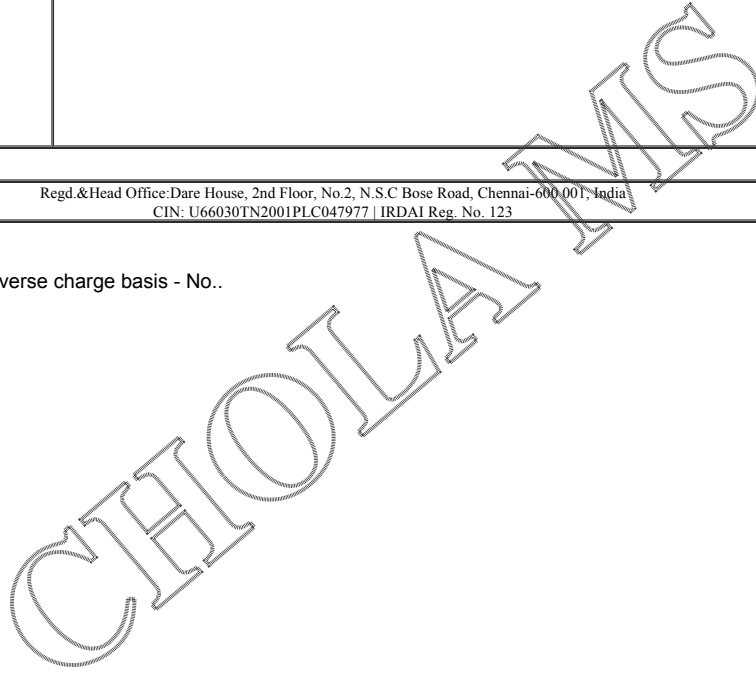 Regd.&Head Office:Dare House, 2nd Floor, No.2, N.S.C Bose Road, Chennai-600 001, India
CIN: U66030TN2001PLC047977 | IRDAI Reg. No. 123
verse charge basis - No..
CHOLA MS